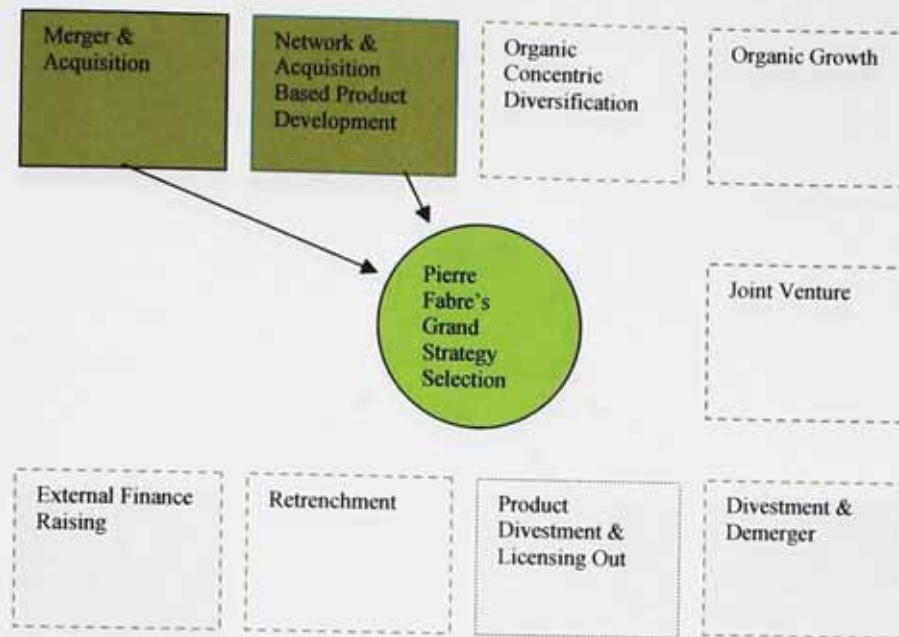 Merger &
Acquisition
Network &
Acquisition
Based Product
Development
Organic
Concentric
Diversification
Organic Growth
Pierre
Fabre's
Grand
Strategy
Selection
Joint Venture
External Finance
Raising
Retrenchment
Product
Divestment &
Licensing Out
Divestment &
Demerger